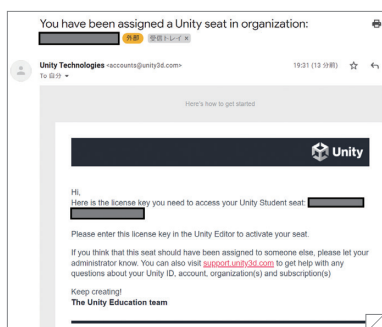 You have been assigned a Unity seat in organization:
外部 受信トレイ ×
Unity Technologies <accounts@unity3d.com>
19:31 (13 分前)
To 自分
Here's how to get started
Unity
Hi,
Here is the license key you need to access your Unity Student seat:
Please enter this license key in the Unity Editor to activate your seat.
If you think that this seat should have been assigned to someone else, please let your
administrator know. You can also visit support.unity3d.com to get help with any
questions about your Unity ID, account, organization(s) and subscription(s)
Keep creating!
The Unity Education team